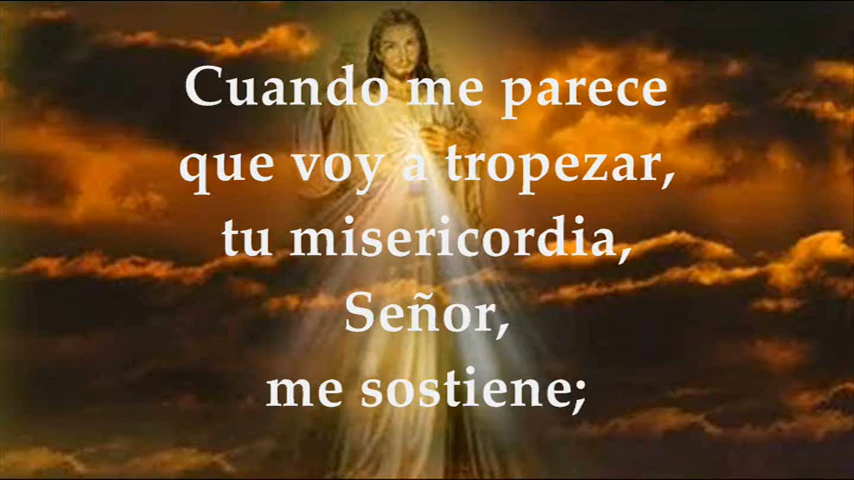 Cuando me parece
que voy a tropezar,
tu misericordia,
Señor,
me sostiene;